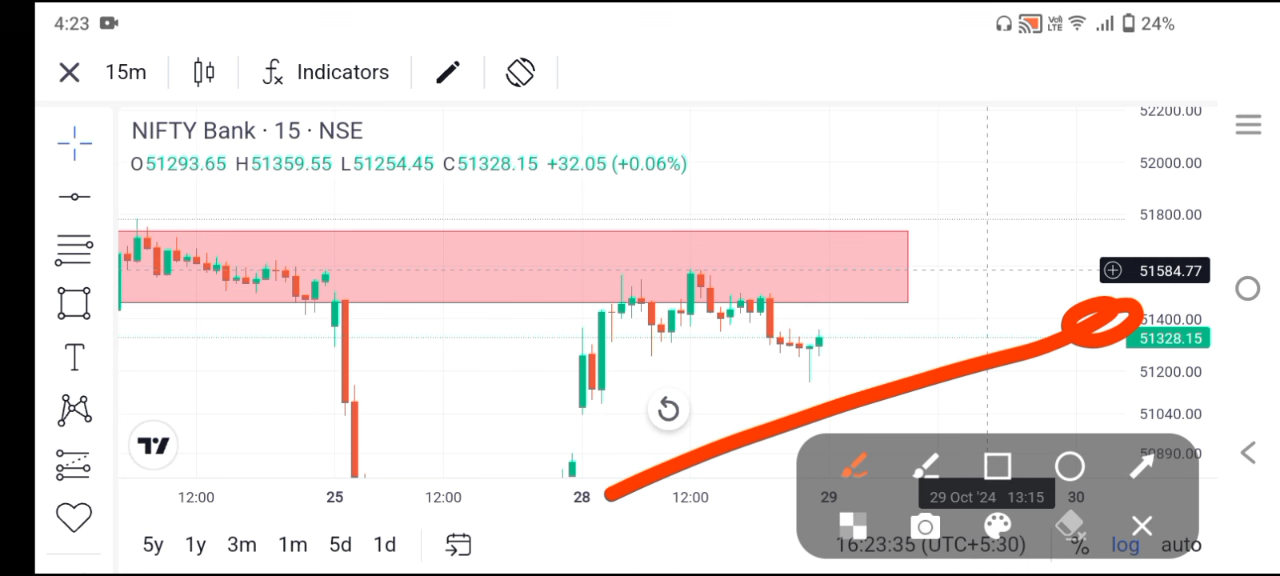 4:23 Vo) LTE 24%
15m Indicators
NIFTY Bank · 15 · NSE
O51293.65 H51359.55 L51254.45 C51328.15 +32.05 (+0.06%)
52200.00
52000.00
51800.00
51584.77
51400.00
51328.15
51200.00
51040.00
50890.00
12:00 25 12:00 28 12:00 29 29 Oct '24 13:15 30
5y 1y 3m 1m 5d 1d 16:23:35 (UTC+5:30) % log auto